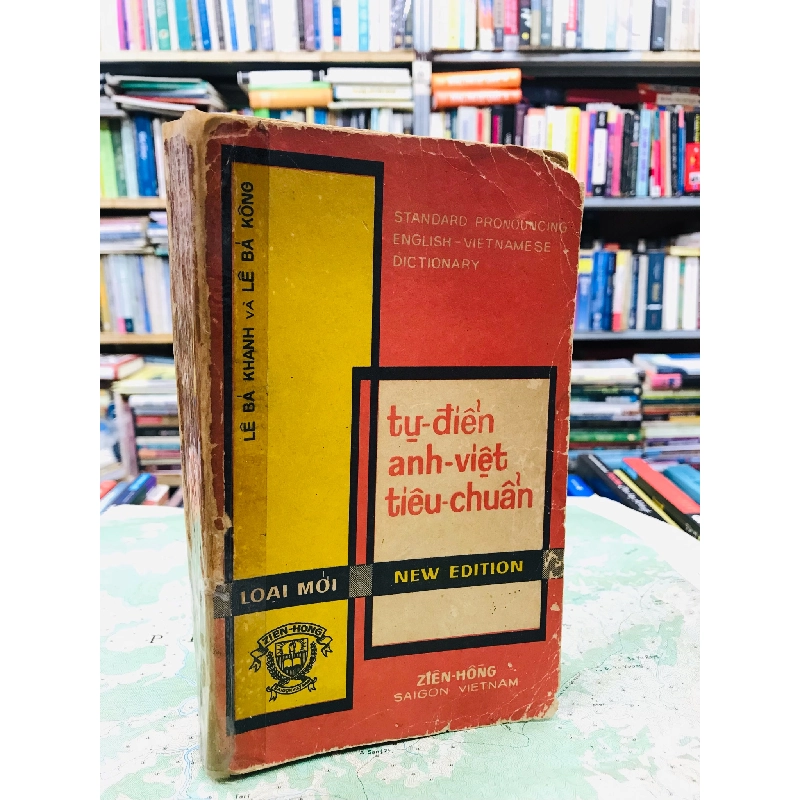 LÊ BÁ KHANH VÀ LÊ BÁ KÔNG
STANDARD PRONOUNCING
ENGLISH-VIETNAMESE
DICTIONARY
tự-điển
anh-việt
tiêu-chuẩn
LOẠI MỚI
NEW EDITION
ZIÊN-HỒNG
ZIÊN-HỒNG
SAIGON VIETNAM